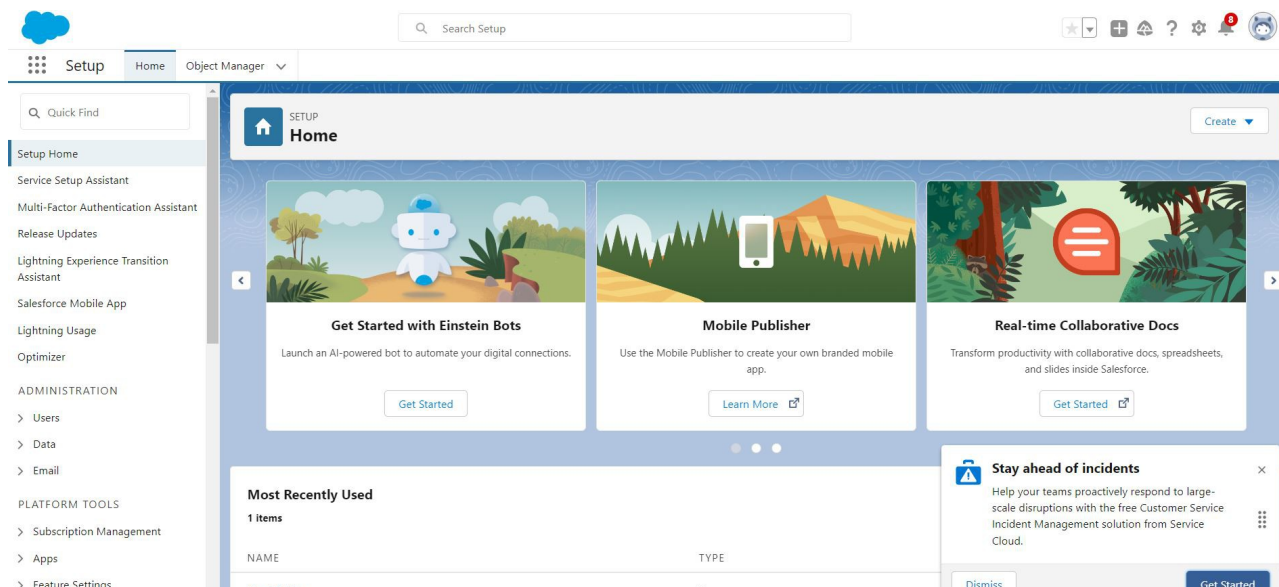 Search Setup
8
Setup
Home
Object Manager
Quick Find
Setup Home
Service Setup Assistant
Multi-Factor Authentication Assistant
Release Updates
Lightning Experience Transition
Assistant
Salesforce Mobile App
Lightning Usage
Optimizer
ADMINISTRATION
Users
Data
Email
PLATFORM TOOLS
Subscription Management
Apps
Feature Settings
SETUP
Home
Create
Get Started with Einstein Bots
Launch an AI-powered bot to automate your digital connections.
Get Started
Mobile Publisher
Use the Mobile Publisher to create your own branded mobile
app.
Learn More
Real-time Collaborative Docs
Transform productivity with collaborative docs, spreadsheets,
and slides inside Salesforce.
Get Started
Most Recently Used
1 items
NAME
TYPE
Stay ahead of incidents
Help your teams proactively respond to large-
scale disruptions with the free Customer Service
Incident Management solution from Service
Cloud.
Dismiss
Get Started